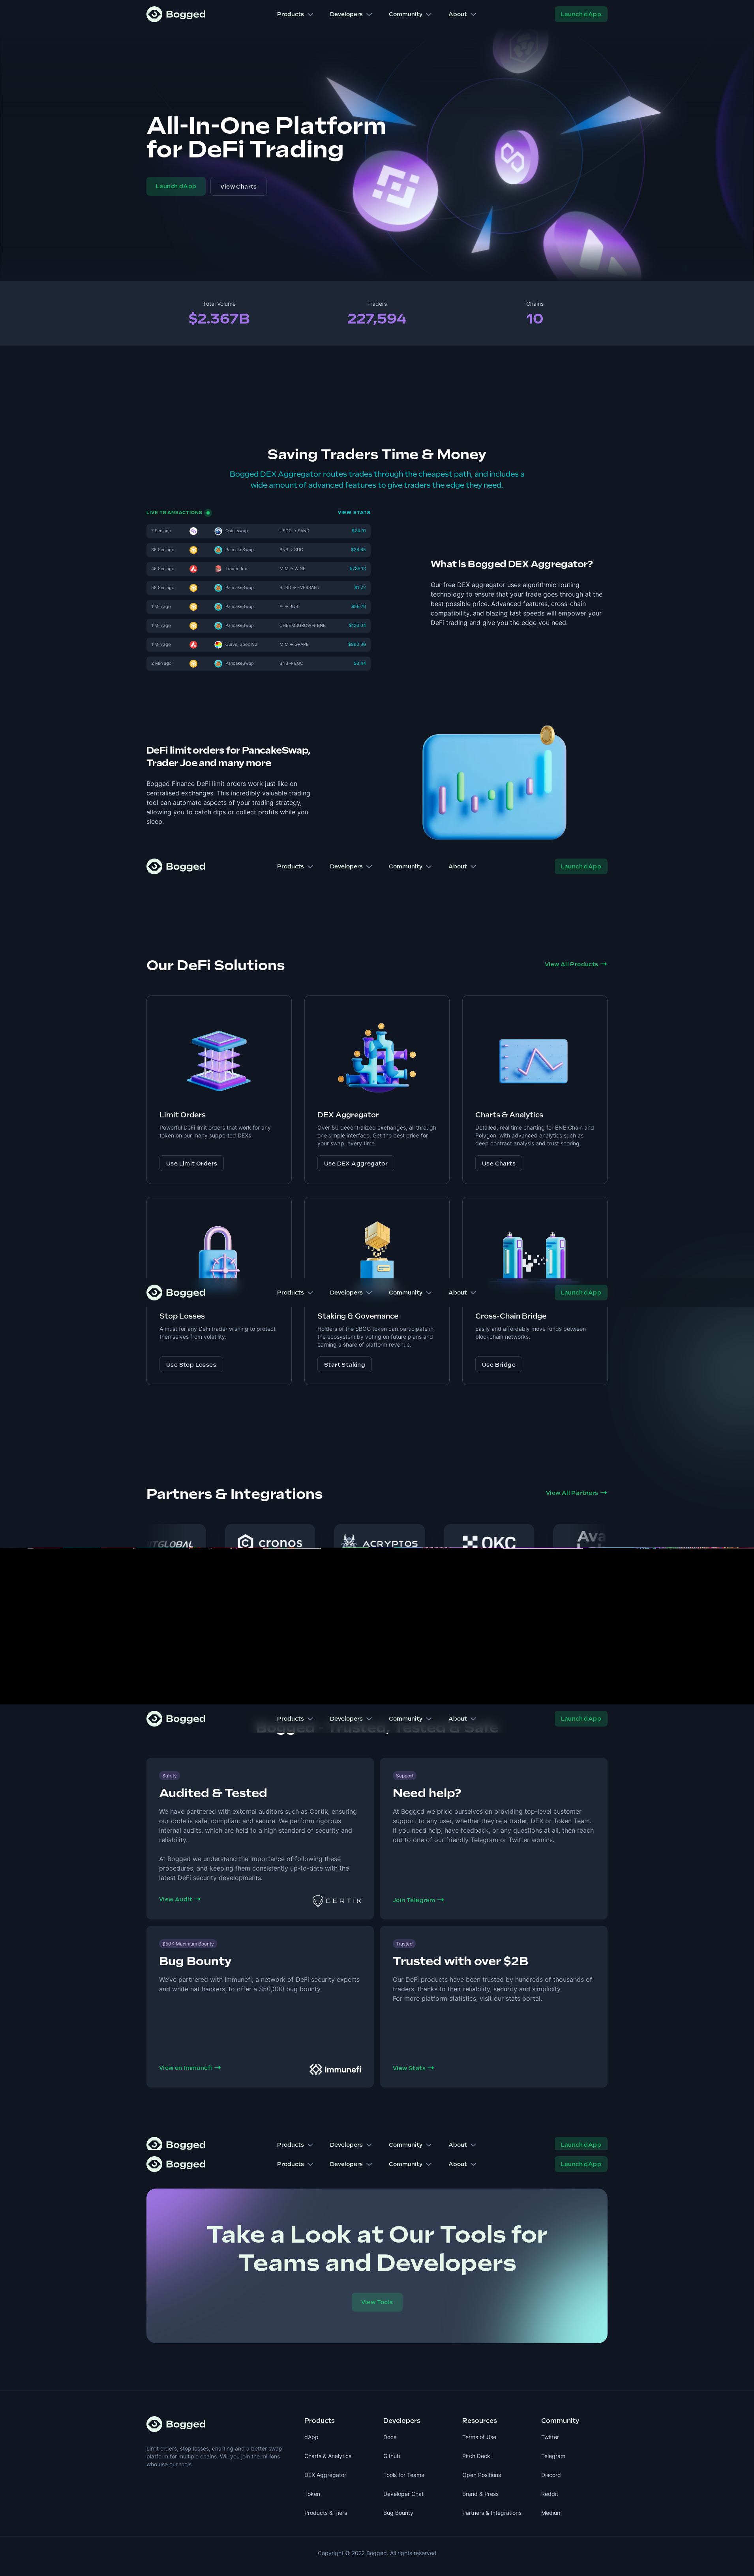 Bogged
Products
Developers
Community
About
Launch dApp
All-In-One Platform
for DeFi Trading
Launch dApp
View Charts
Total Volume
$2.367B
Traders
227,594
Chains
10
Saving Traders Time & Money
Bogged DEX Aggregator routes trades through the cheapest path, and includes a
wide amount of advanced features to give traders the edge they need.
LIVE TRANSACTIONS
VIEW STATS
7 Sec ago Quickswap USDC → SAND $34.91
30 Sec ago PancakeSwap BNB → SUC
45 Sec ago Trader Joe MIM → WINE
58 Sec ago PancakeSwap BUSD → EVERSAFU $1.22
1 Min ago PancakeSwap AI → BNB
1 Min ago PancakeSwap CHEEMSGROW → BNB
1 Min ago Curve: SpoolV2 MIM → GRAPE
2 Min ago PancakeSwap BNB → EGC
What is Bogged DEX Aggregator?
Our free DEX aggregator uses algorithmic routing
technology to ensure that your trade goes through at the
best possible price. Advanced features, cross-chain
compatibility, and blazing fast speeds will empower your
DeFi trading and give you the edge you need.
DeFi limit orders for PancakeSwap,
Trader Joe and many more
Bogged Finance DeFi limit orders work just like on
centralised exchanges. This incredibly valuable trading
tool can automate aspects of your trading strategy,
allowing you to catch dips or collect profits while you
sleep.
Bogged
Products
Developers
Community
About
Launch dApp
Our DeFi Solutions
View All Products →
Limit Orders
Powerful DeFi limit orders that work for any
token on our many supported DEXs
Use Limit Orders
DEX Aggregator
Over 50 decentralized exchanges, all through
one simple interface. Get the best price for
your swap, every time.
Use DEX Aggregator
Charts & Analytics
Detailed, real time charting for BNB Chain and
Polygon, with advanced analytics such as
deep contract analysis and trust scoring.
Use Charts
Bogged
Products
Developers
Community
About
Launch dApp
Stop Losses
A must for any DeFi trader wishing to protect
themselves from volatility.
Use Stop Losses
Staking & Governance
Holders of the $BOG token can participate in
the ecosystem by voting on future plans and
earning a share of platform revenue.
Start Staking
Cross-Chain Bridge
Easily and affordably move funds between
blockchain networks.
Use Bridge
Partners & Integrations
View All Partners →
TGLOBAL
cronos
ACRYPTOS
OKC
Ava
Bogged
Products
Developers
Community
About
Launch dApp
Bogged - Trusted, Tested & Safe
Safety
Audited & Tested
We have partnered with external auditors such as Certik, ensuring
our code is safe, compliant and secure. We perform rigorous
internal audits, which are held to a high standard of security and
reliability.
At Bogged we understand the importance of following these
procedures, and keeping them consistently up-to-date with the
latest DeFi security developments.
View Audit →
CERTIK
Support
Need help?
At Bogged we pride ourselves on providing top-level customer
support to any user, whether they're a trader, DEX or Token Team.
If you need help, have feedback, or any questions at all, then reach
out to one of our friendly Telegram or Twitter admins.
Join Telegram →
$50K Maximum Bounty
Bug Bounty
We've partnered with Immunefi, a network of DeFi security experts
and white hat hackers, to offer a $50,000 bug bounty.
View on Immunefi →
Immunefi
Trusted
Trusted with over $2B
Our DeFi products have been trusted by hundreds of thousands of
traders, thanks to their reliability, security and simplicity.
For more platform statistics, visit our stats portal.
View Stats →
Bogged
Products
Developers
Community
About
Launch dApp
Bogged
Products
Developers
Community
About
Launch dApp
Take a Look at Our Tools for
Teams and Developers
View Tools
Bogged
Limit orders, stop losses, charting and a better swap
platform for multiple chains. Will you join the millions
who use our tools.
Products
dApp
Charts & Analytics
DEX Aggregator
Token
Products & Tiers
Developers
Docs
Github
Tools for Teams
Developer Chat
Bug Bounty
Resources
Terms of Use
Pitch Deck
Open Positions
Brand & Press
Partners & Integrations
Community
Twitter
Telegram
Discord
Reddit
Medium
Copyright © 2022 Bogged. All rights reserved